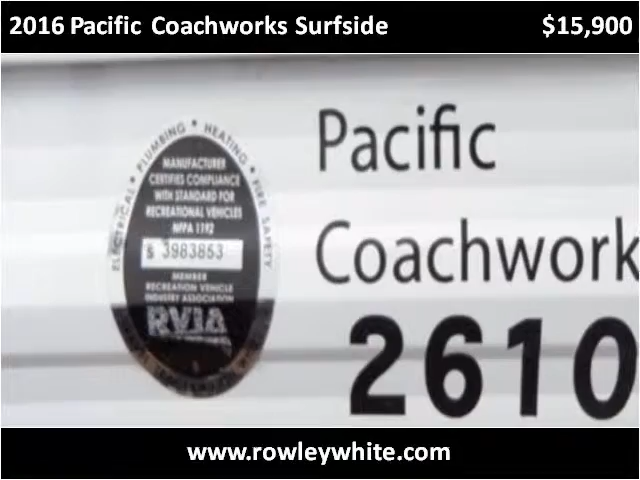 2016 Pacific Coachworks Surfside $15,900
ELECTRICAL • PLUMBING • HEATING • FIRE SAFETY
MANUFACTURER
CERTIFIES COMPLIANCE
WITH STANDARD FOR
RECREATIONAL VEHICLES
NFPA 1192
S 3983853
MEMBER
RECREATION VEHICLE
INDUSTRY ASSOCIATION
RVIA
Pacific
Coachwork
2610
www.rowleywhite.com